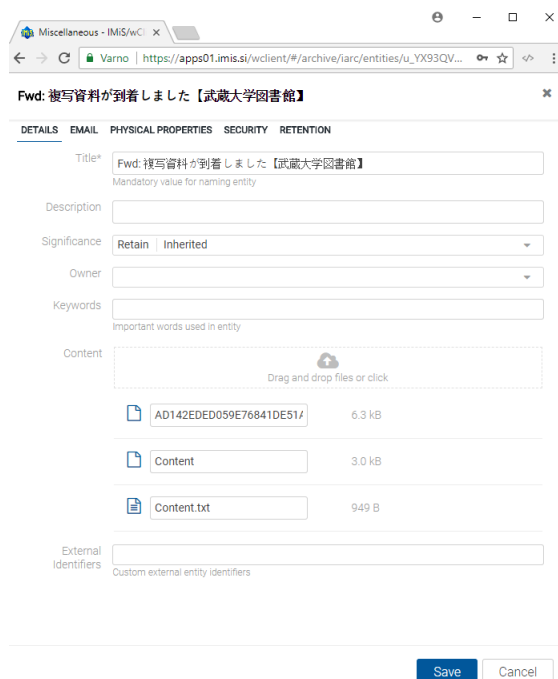 Miscellaneous - IMiS/wCl
Varno | https://apps01.imis.si/wclient/#/archive/iarc/entities/u_YX93QV...
Fwd: 複写資料が到着しました【武蔵大学図書館】
DETAILS EMAIL PHYSICAL PROPERTIES SECURITY RETENTION
Title*
Fwd: 複写資料が到着しました【武蔵大学図書館】
Mandatory value for naming entity
Description
Significance
Retain | Inherited
Owner
Keywords
Important words used in entity
Content
Drag and drop files or click
AD142EDED059E76841DE51 6.3 kB
Content 3.0 kB
Content.txt 949 B
External
Identifiers
Custom external entity identifiers
Save Cancel